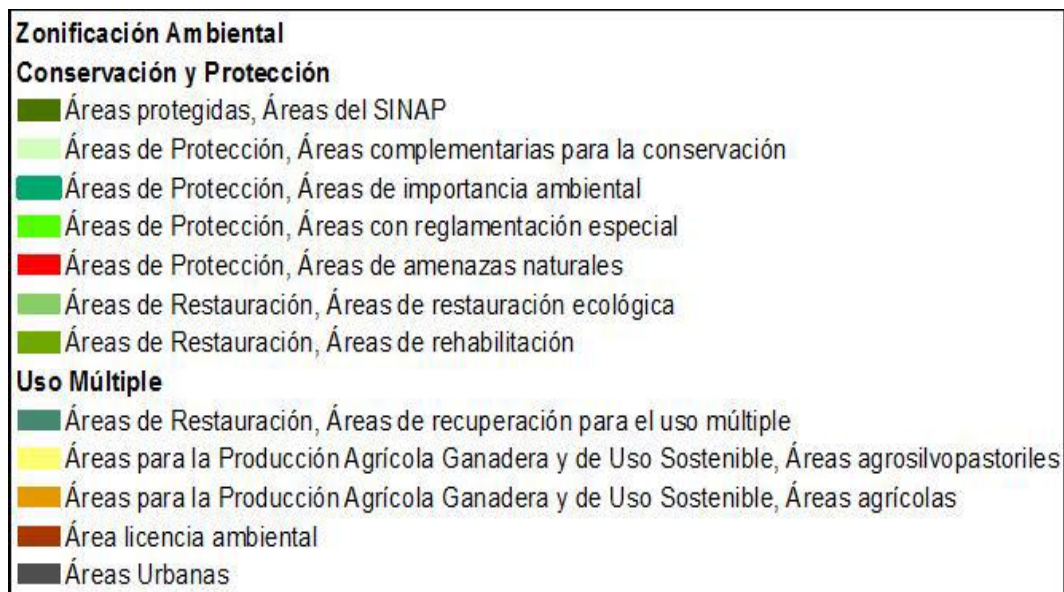 Zonificación Ambiental
Conservación y Protección
Áreas protegidas, Áreas del SINAP
Áreas de Protección, Áreas complementarias para la conservación
Áreas de Protección, Áreas de importancia ambiental
Áreas de Protección, Áreas con reglamentación especial
Áreas de Protección, Áreas de amenazas naturales
Áreas de Restauración, Áreas de restauración ecológica
Áreas de Restauración, Áreas de rehabilitación
Uso Múltiple
Áreas de Restauración, Áreas de recuperación para el uso múltiple
Áreas para la Producción Agrícola Ganadera y de Uso Sostenible, Áreas agrosilvopastoriles
Áreas para la Producción Agrícola Ganadera y de Uso Sostenible, Áreas agrícolas
Área licencia ambiental
Áreas Urbanas